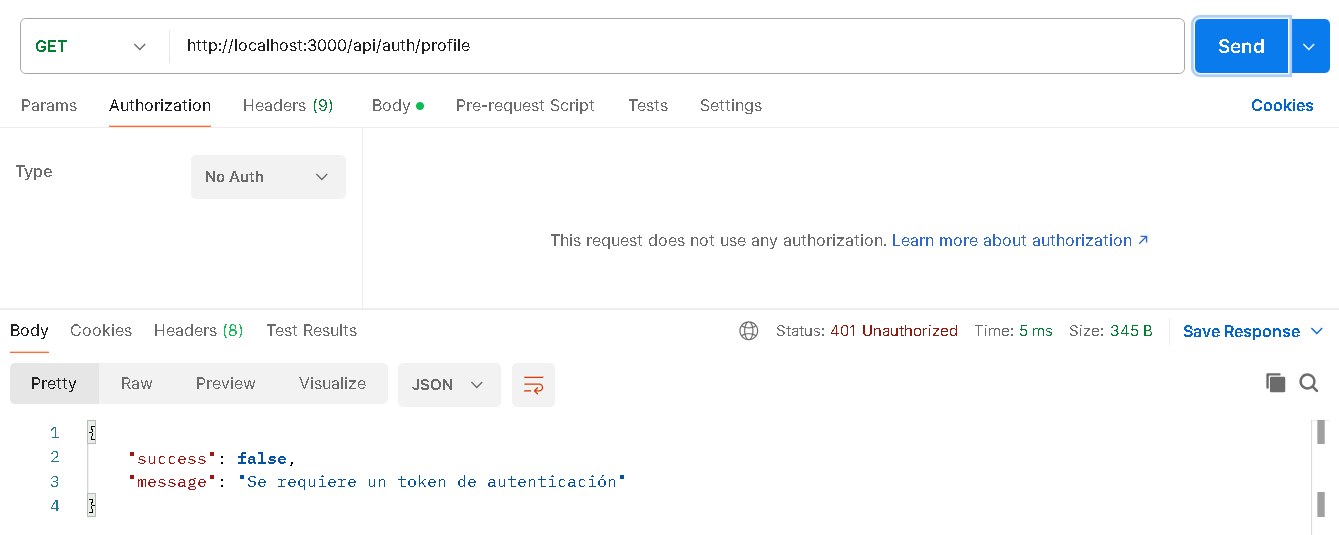 GET http://localhost:3000/api/auth/profile Send
Params Authorization Headers (9) Body Pre-request Script Tests Settings Cookies
Type No Auth
This request does not use any authorization. Learn more about authorization ↗
Body Cookies Headers (8) Test Results Status: 401 Unauthorized Time: 5 ms Size: 345 B Save Response
Pretty Raw Preview Visualize JSON
1 {
2 "success": false,
3 "message": "Se requiere un token de autenticación"
4 }